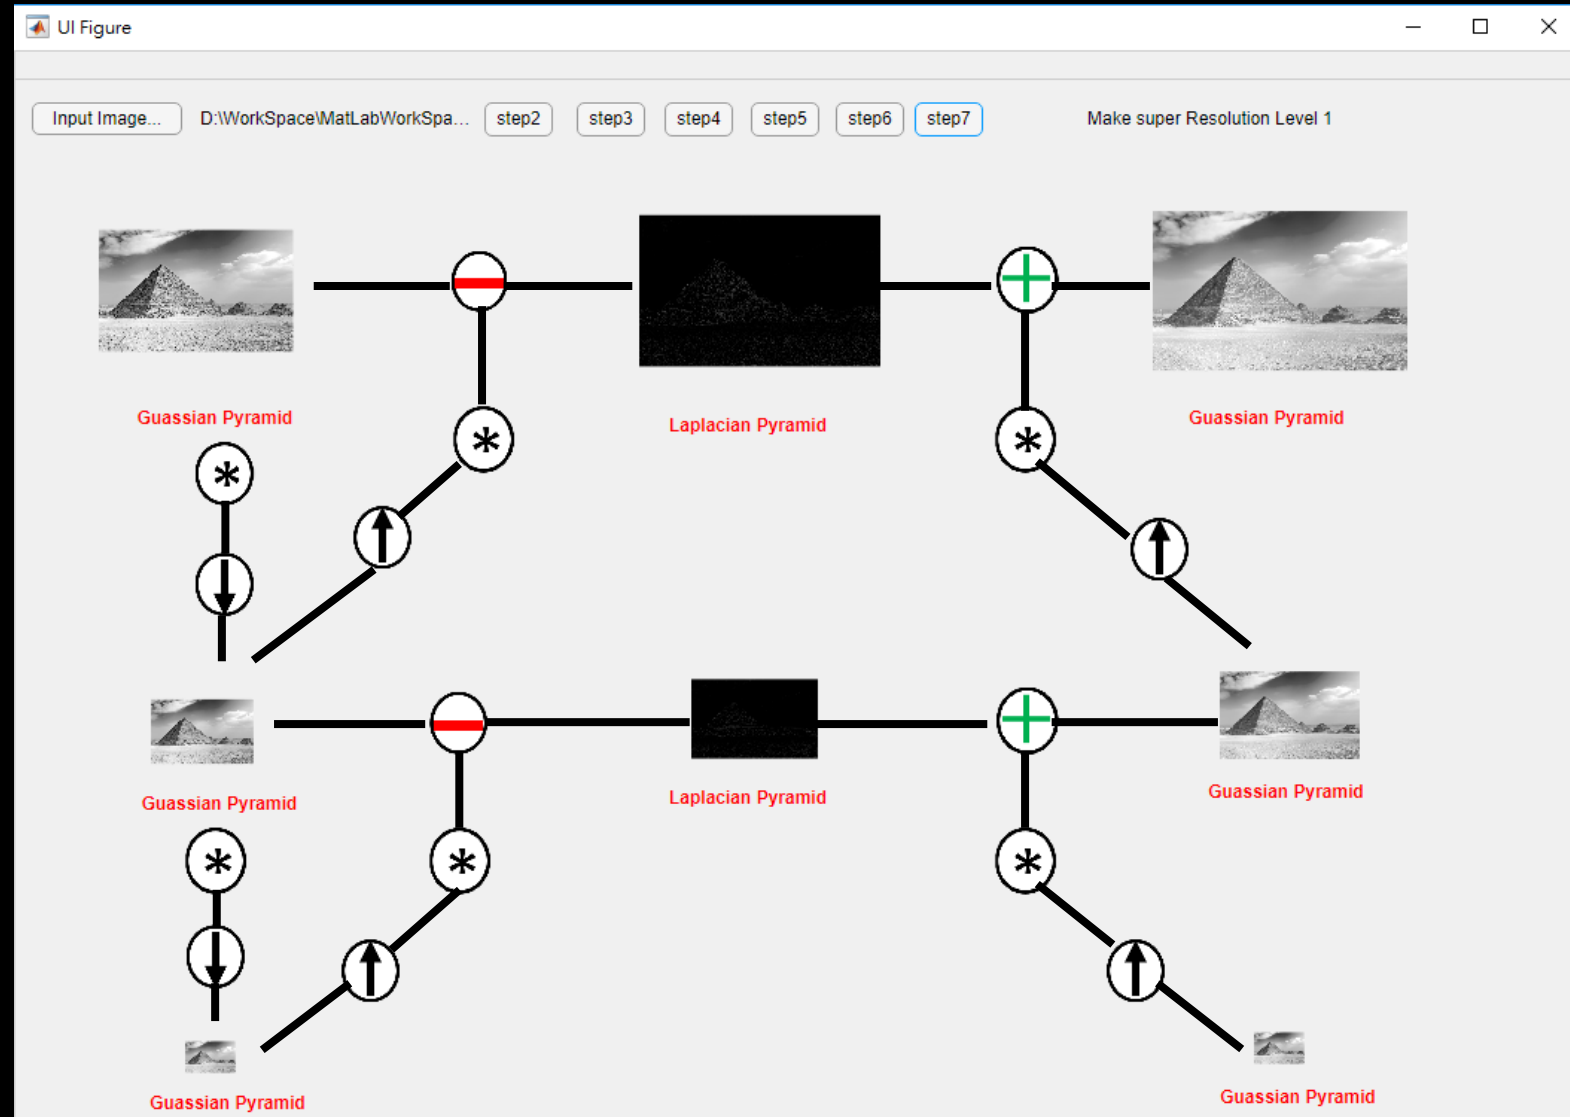 UI Figure
Input Image... D:\WorkSpace\MatLabWorkSpa... step2 step3 step4 step5 step6 step7 Make super Resolution Level 1
Guassian Pyramid Laplacian Pyramid Guassian Pyramid
* * *
Guassian Pyramid Laplacian Pyramid Guassian Pyramid
* * *
Guassian Pyramid Guassian Pyramid